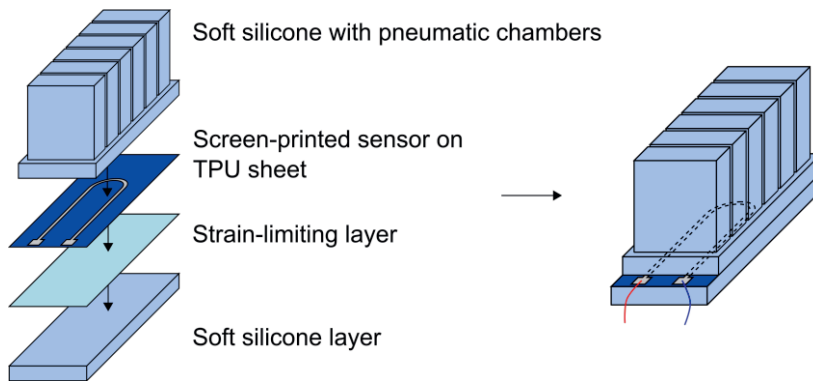 Soft silicone with pneumatic chambers
Screen-printed sensor on
TPU sheet
Strain-limiting layer
Soft silicone layer